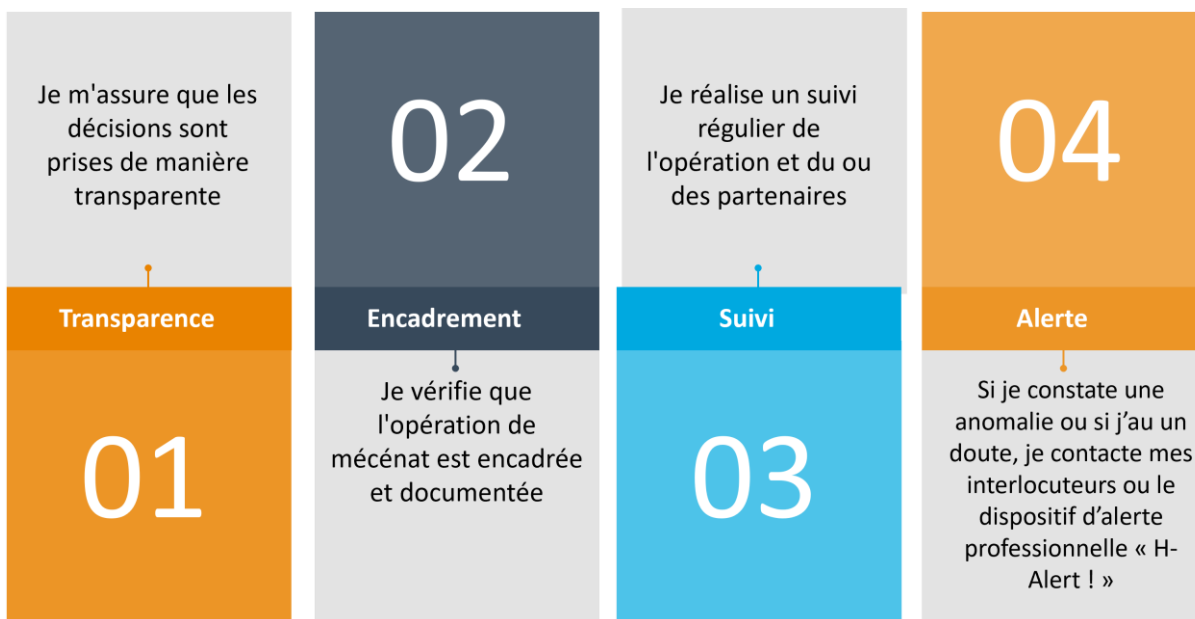 Je m'assure que les
décisions sont
prises de manière
transparente
Transparence
01
02
Encadrement
Je vérifie que
l'opération de
mécénat est encadrée
et documentée
Je réalise un suivi
régulier de
l'opération et du ou
des partenaires
Suivi
03
04
Alerte
Si je constate une
anomalie ou si j’au un
doute, je contacte mes
interlocuteurs ou le
dispositif d’alerte
professionnelle « H-
Alert ! »